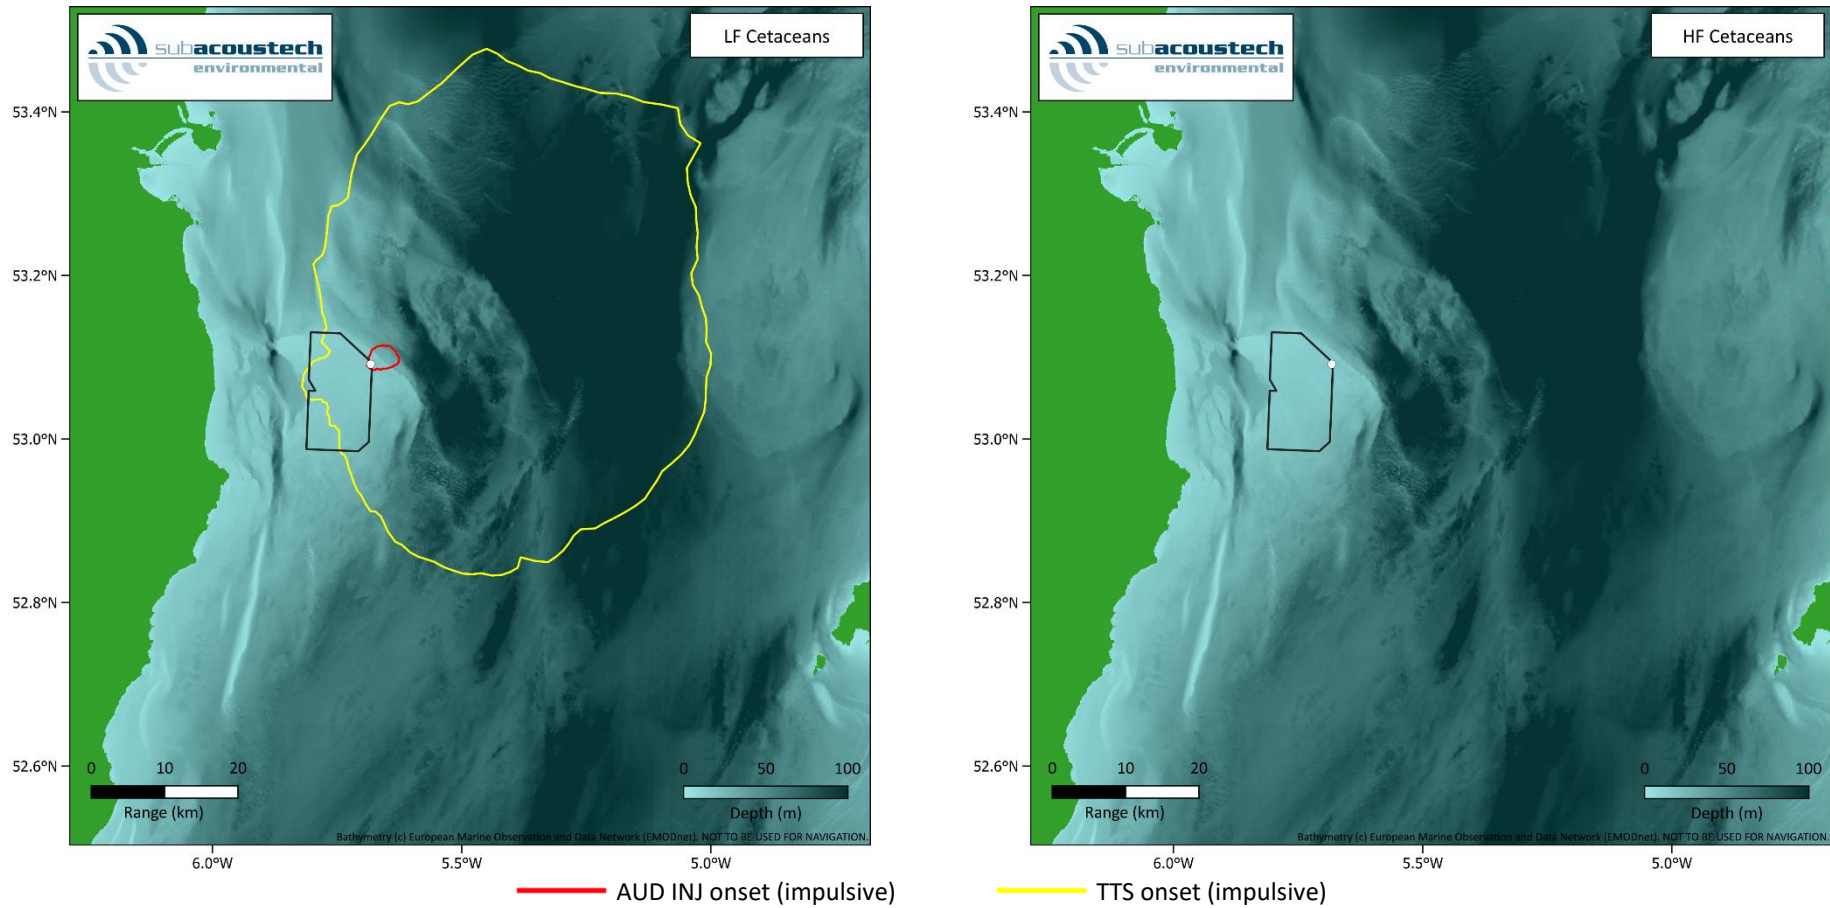 subacoustech
environmental
LF Cetaceans
53.4°N
53.2°N
53.0°N
52.8°N
52.6°N
0 10 20
Range (km)
0 50 100
Depth (m)
Bathymetry (c) European Marine Observation and Data Network (EMODnet). NOT TO BE USED FOR NAVIGATION.
6.0°W 5.5°W 5.0°W
subacoustech
environmental
HF Cetaceans
53.4°N
53.2°N
53.0°N
52.8°N
52.6°N
0 10 20
Range (km)
0 50 100
Depth (m)
Bathymetry (c) European Marine Observation and Data Network (EMODnet). NOT TO BE USED FOR NAVIGATION.
6.0°W 5.5°W 5.0°W
AUD INJ onset (impulsive) TTS onset (impulsive)